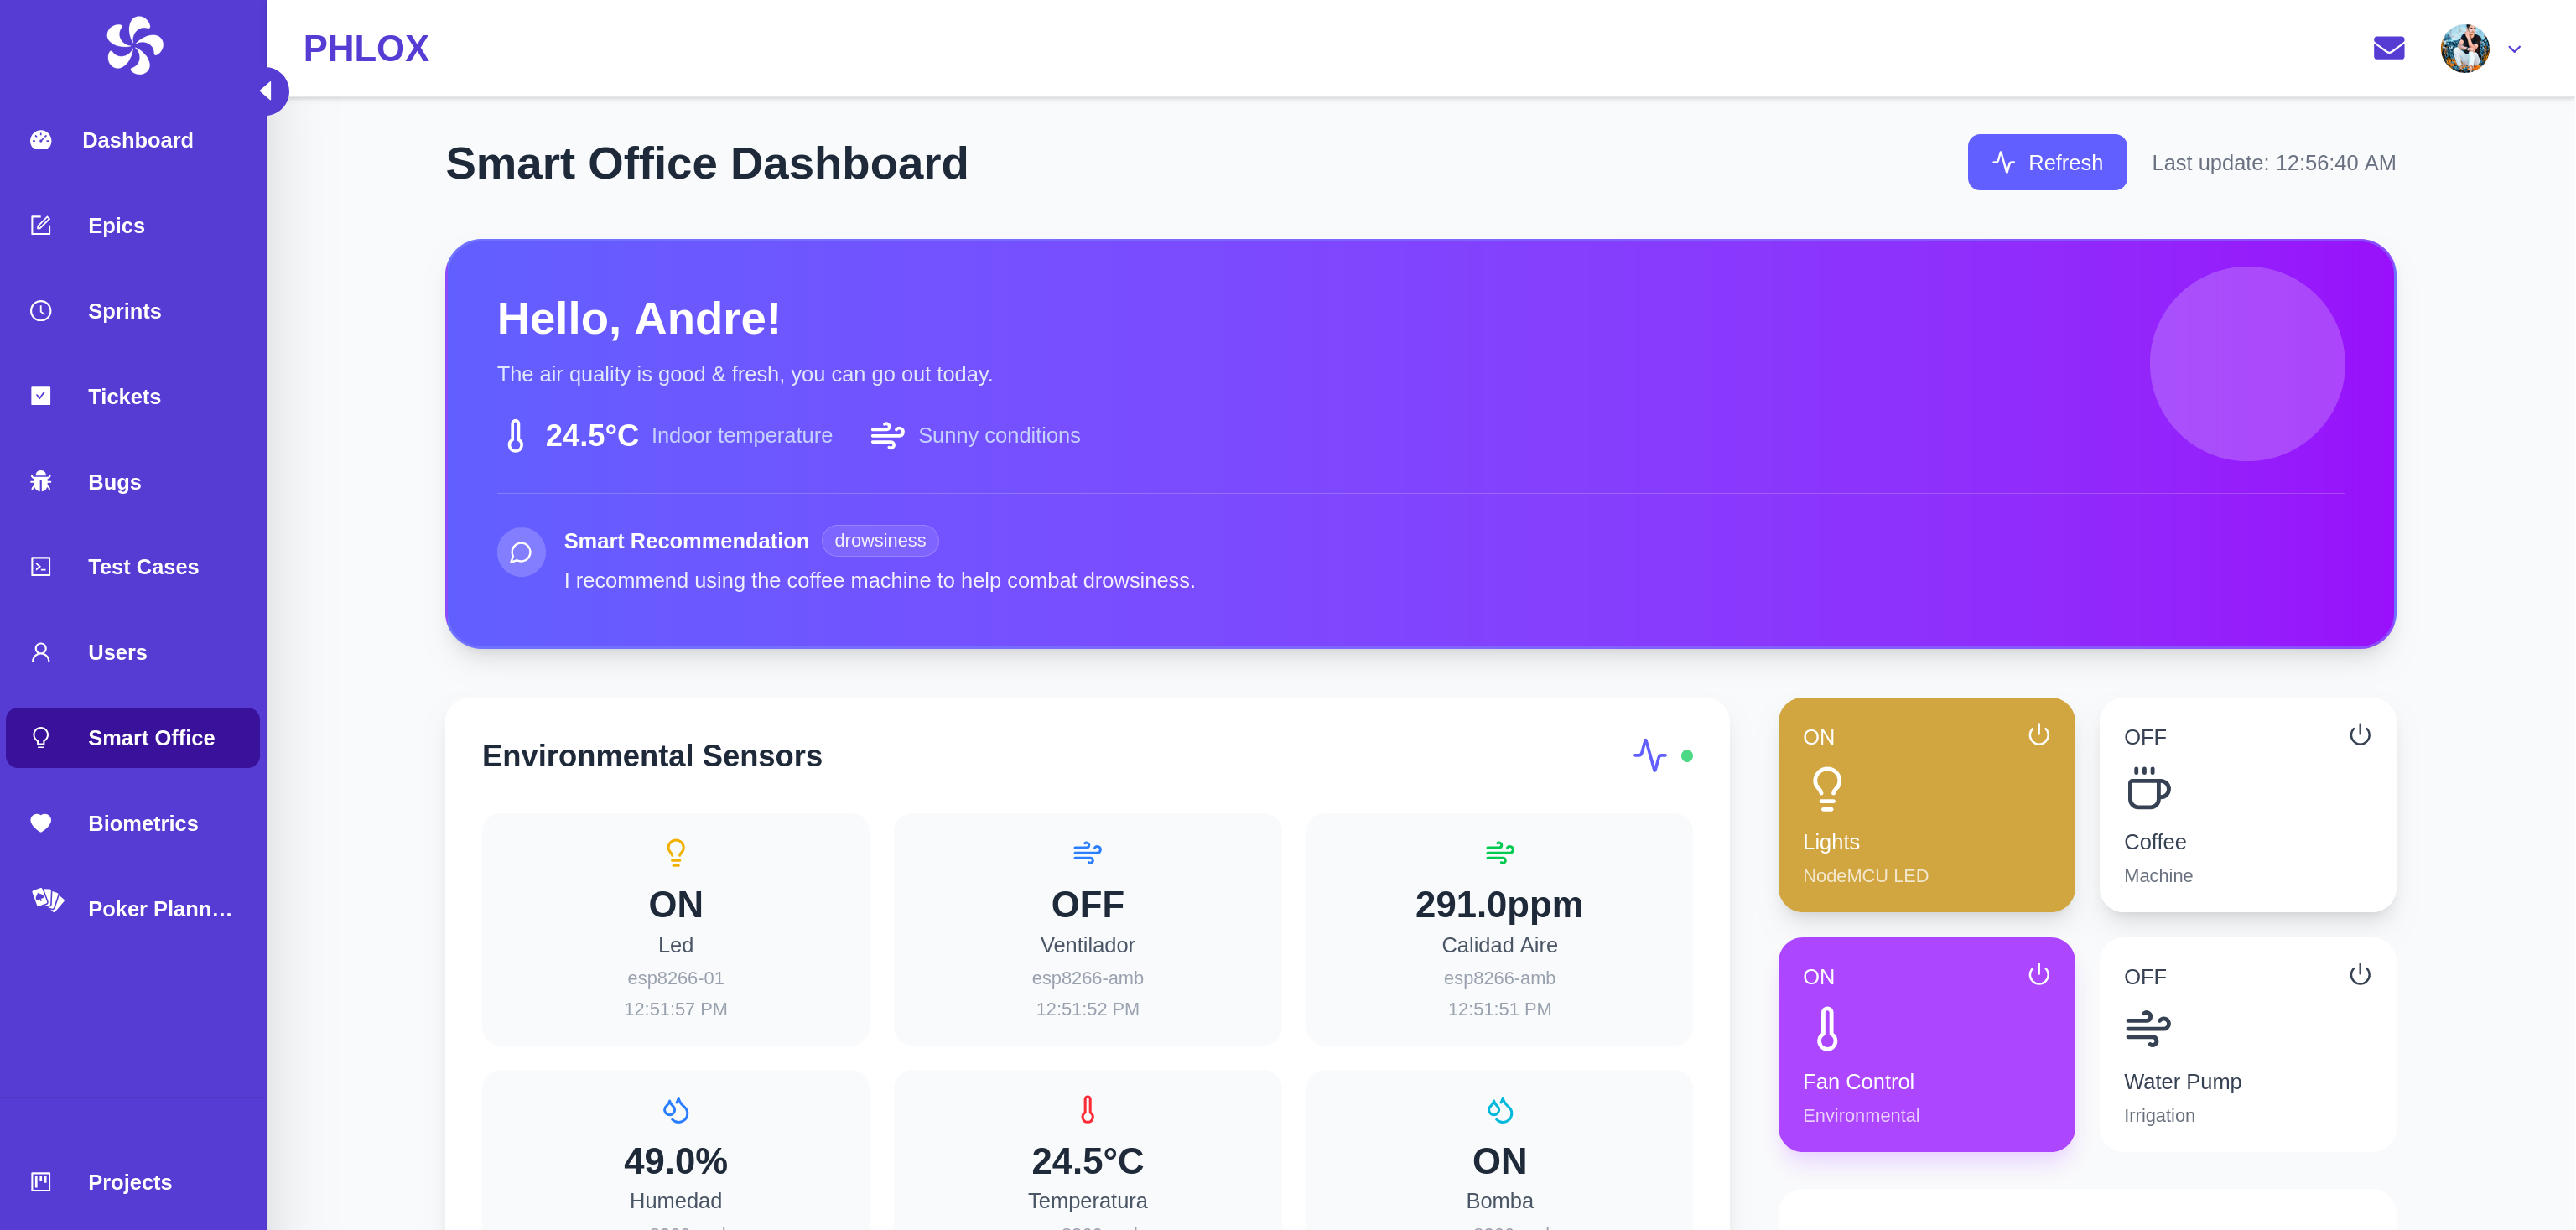 PHLOX
Dashboard
Epics
Sprints
Tickets
Bugs
Test Cases
Users
Smart Office
Biometrics
Poker Plann...
Projects
Smart Office Dashboard
Refresh
Last update: 12:56:40 AM
Hello, Andre!
The air quality is good & fresh, you can go out today.
24.5°C Indoor temperature Sunny conditions
Smart Recommendation drowsiness
I recommend using the coffee machine to help combat drowsiness.
Environmental Sensors
ON
Led
esp8266-01
12:51:57 PM
OFF
Ventilador
esp8266-amb
12:51:52 PM
291.0ppm
Calidad Aire
esp8266-amb
12:51:51 PM
49.0%
Humedad
24.5°C
Temperatura
ON
Bomba
ON
Lights
NodeMCU LED
OFF
Coffee
Machine
ON
Fan Control
Environmental
OFF
Water Pump
Irrigation